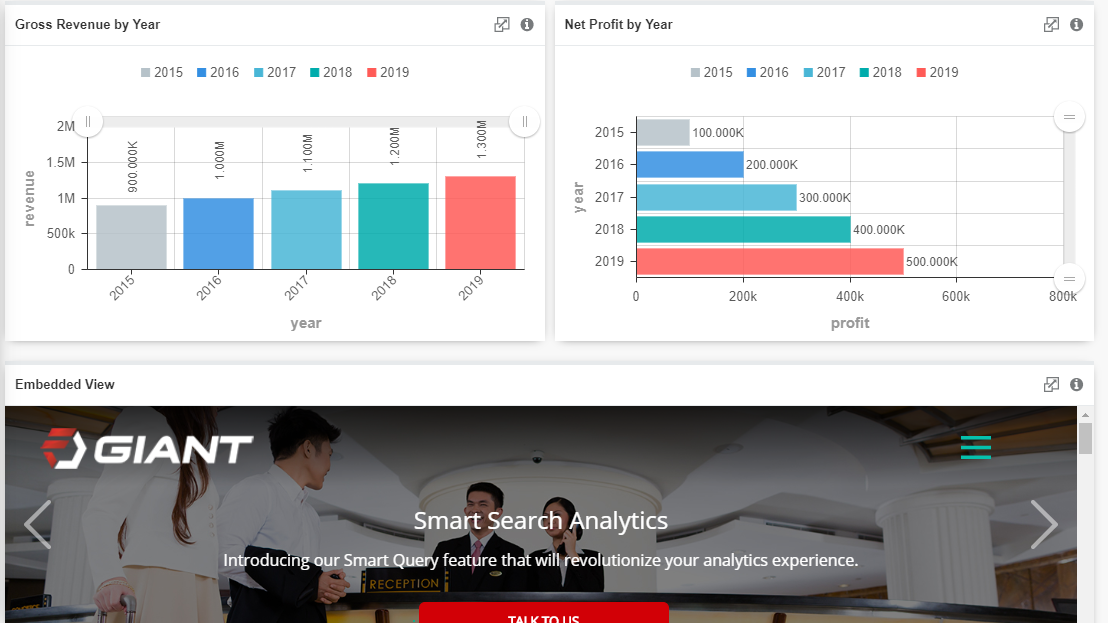 Gross Revenue by Year
2015 2016 2017 2018 2019
2M
1.5M
1M
500k
0
revenue
900.000K
1.000M
1.100M
1.200M
1.300M
2015 2016 2017 2018 2019
year
Net Profit by Year
2015 2016 2017 2018 2019
year
2015 100.000K
2016 200.000K
2017 300.000K
2018 400.000K
2019 500.000K
0 200k 400k 600k 800k
profit
Embedded View
GIANT
Smart Search Analytics
Introducing our Smart Query feature that will revolutionize your analytics experience.
RECEPTION
TALK TO US